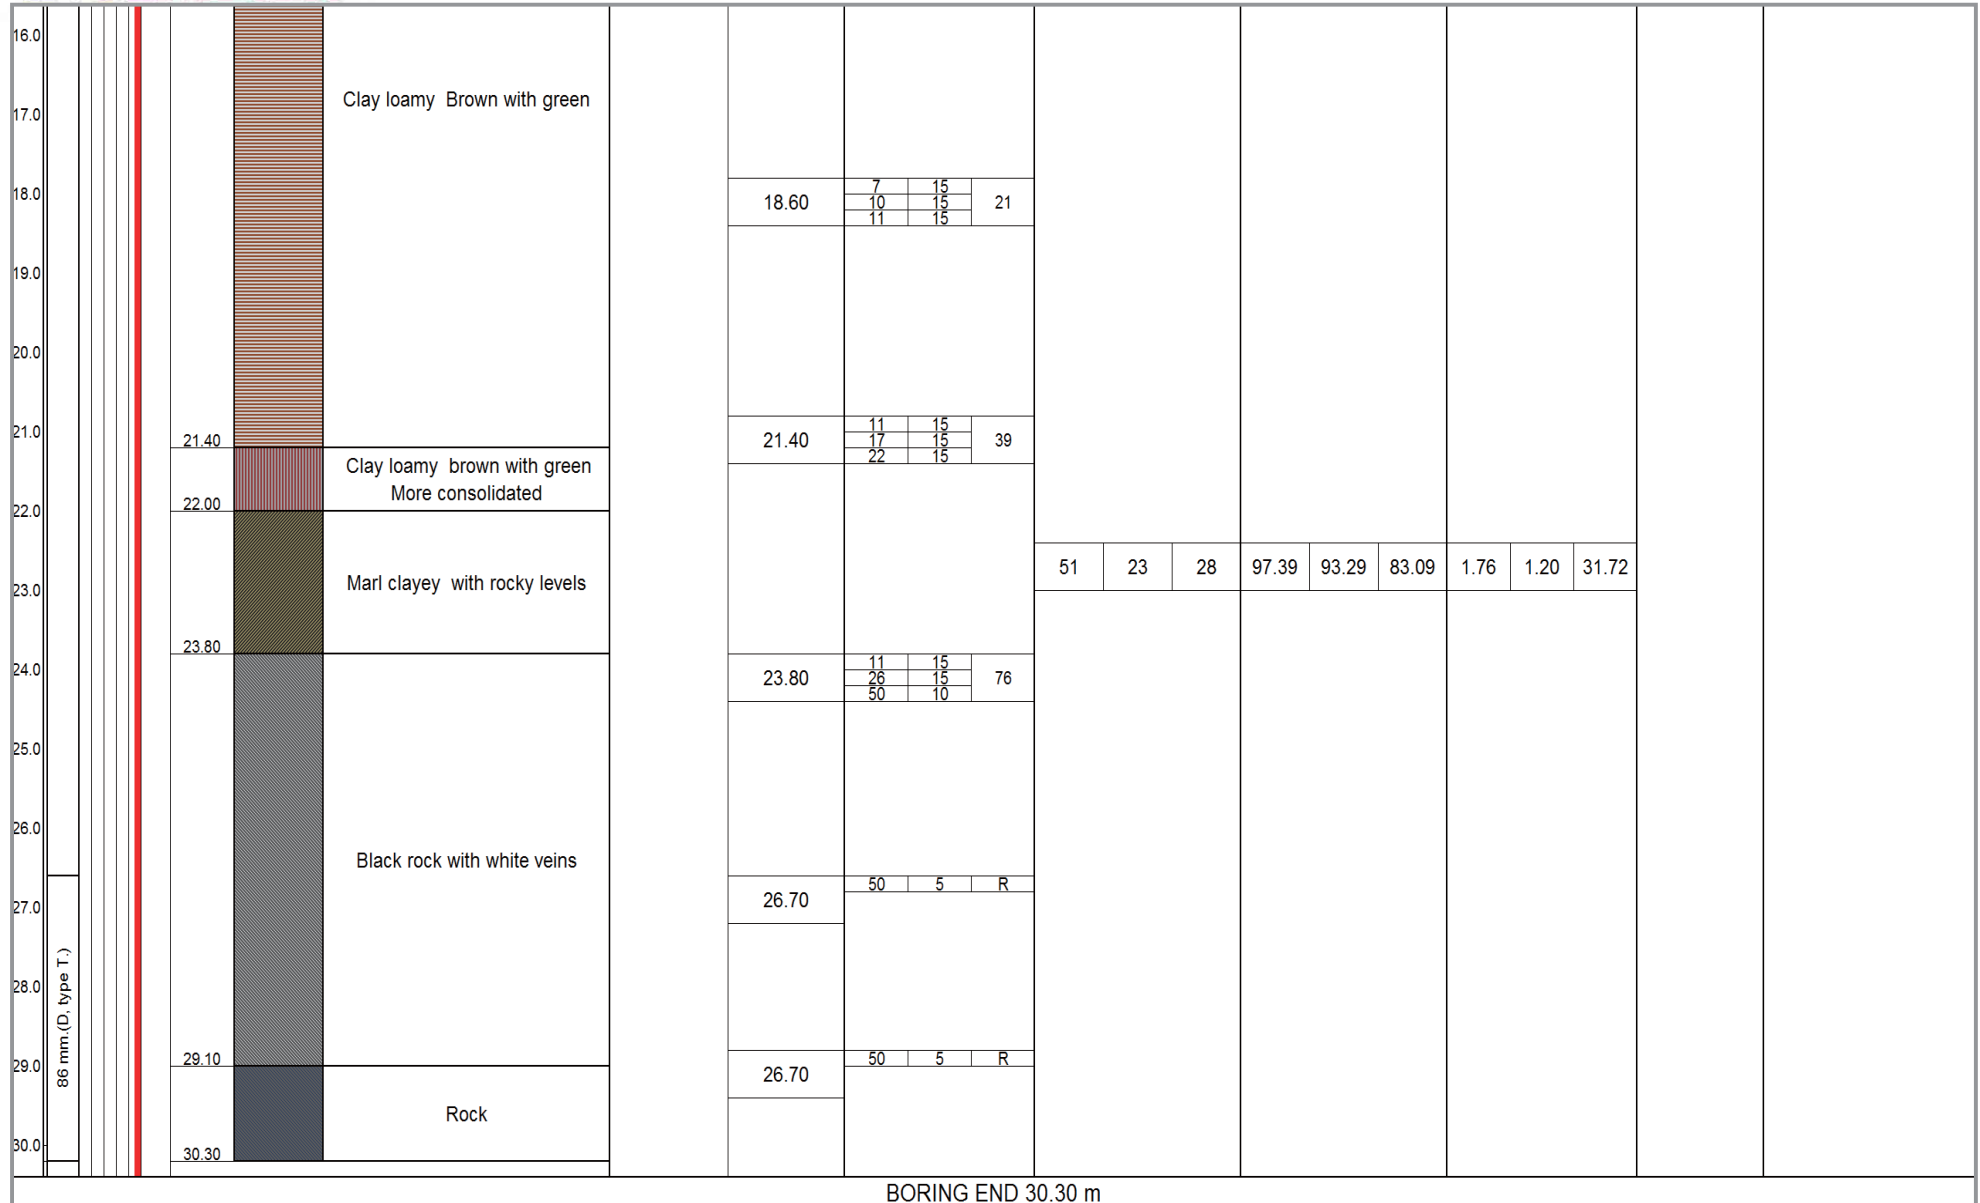 16.0
Clay loamy Brown with green
17.0
18.0
18.60
7 15
10 15 21
11 15
19.0
20.0
21.0
21.40
21.40
11 15
17 15 39
22 15
Clay loamy brown with green
More consolidated
22.00
22.0
51 23 28 97.39 93.29 83.09 1.76 1.20 31.72
Marl clayey with rocky levels
23.0
23.80
24.0
23.80
11 15
26 15 76
50 10
25.0
26.0
Black rock with white veins
26.70
50 5 R
27.0
28.0
86 mm.(D, type T.)
29.10
29.0
26.70
50 5 R
Rock
30.0
30.30
BORING END 30.30 m